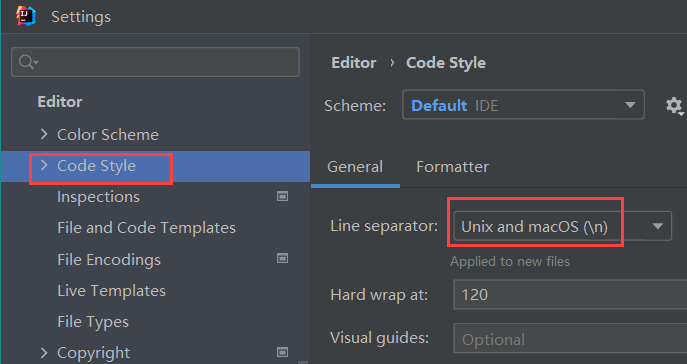 Settings
Editor
Color Scheme
Code Style
Inspections
File and Code Templates
File Encodings
Live Templates
File Types
Copyright
Editor › Code Style
Scheme: Default IDE
General Formatter
Line separator: Unix and macOS (\n)
Applied to new files
Hard wrap at: 120
Visual guides: Optional